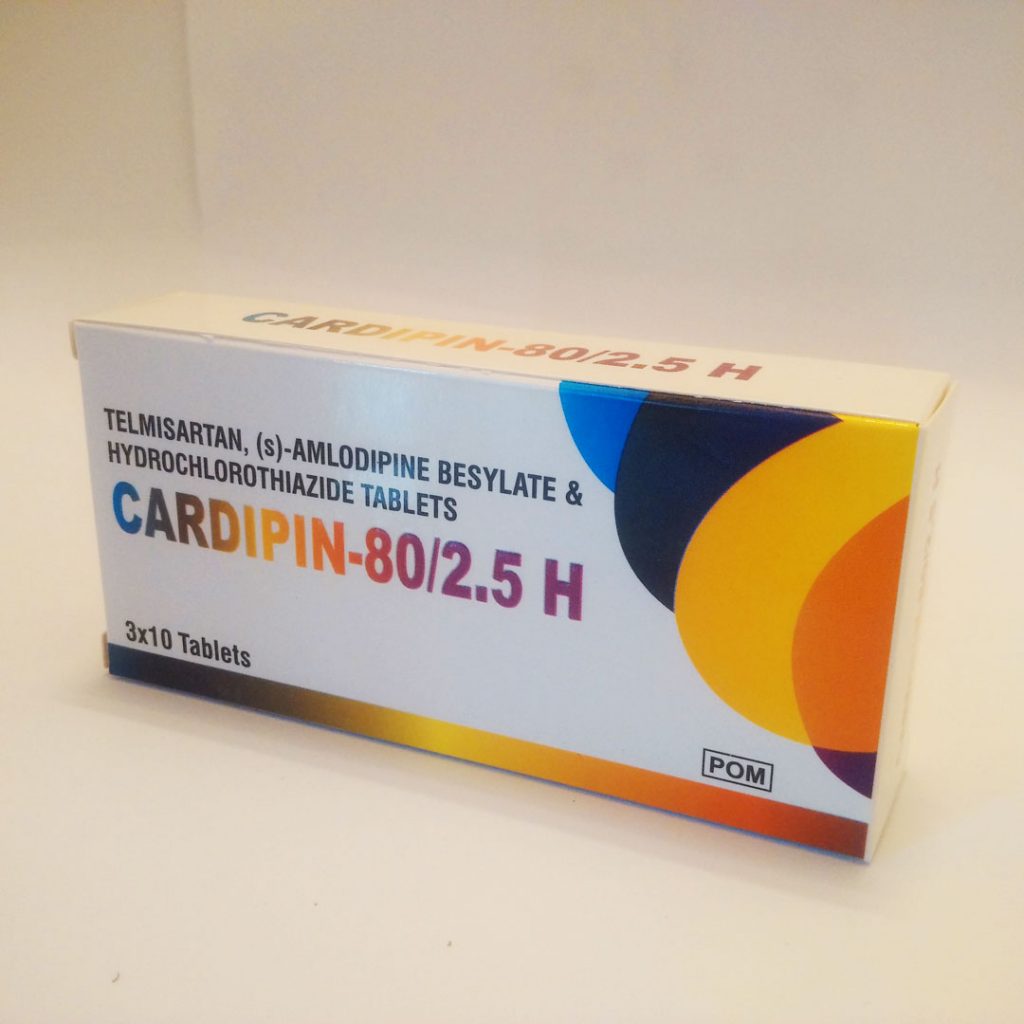 CARDIPIN-80/2.5 H
TELMISARTAN, (s)-AMLODIPINE BESYLATE &
HYDROCHLOROTHIAZIDE TABLETS
CARDIPIN-80/2.5 H
3x10 Tablets
POM